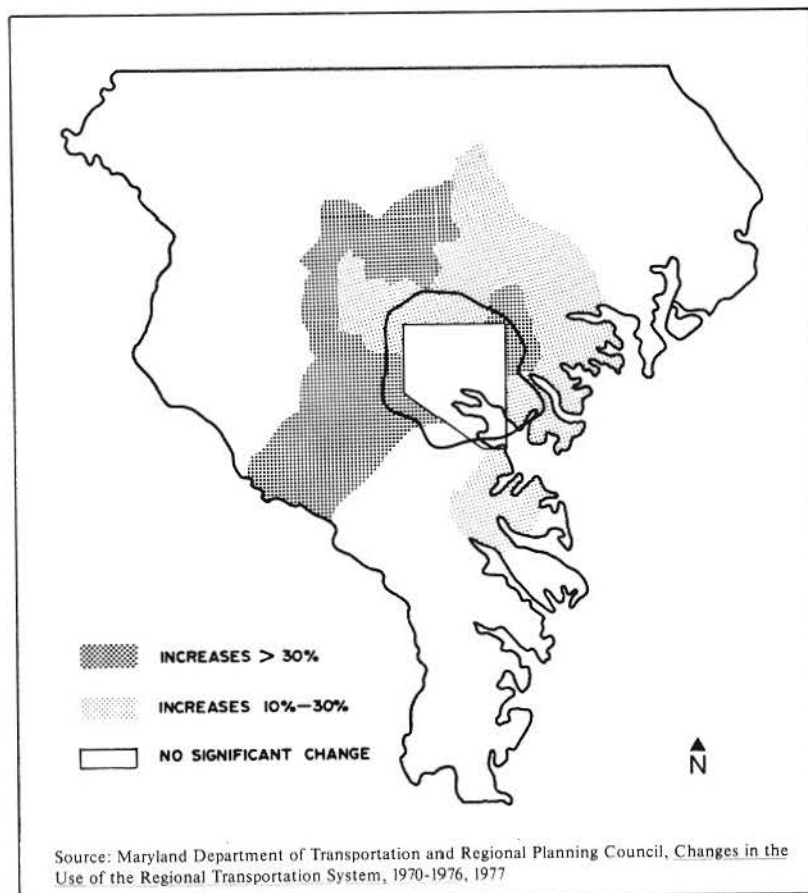 INCREASES > 30%
INCREASES 10%—30%
NO SIGNIFICANT CHANGE
N
Source: Maryland Department of Transportation and Regional Planning Council, Changes in the
Use of the Regional Transportation System, 1970-1976, 1977